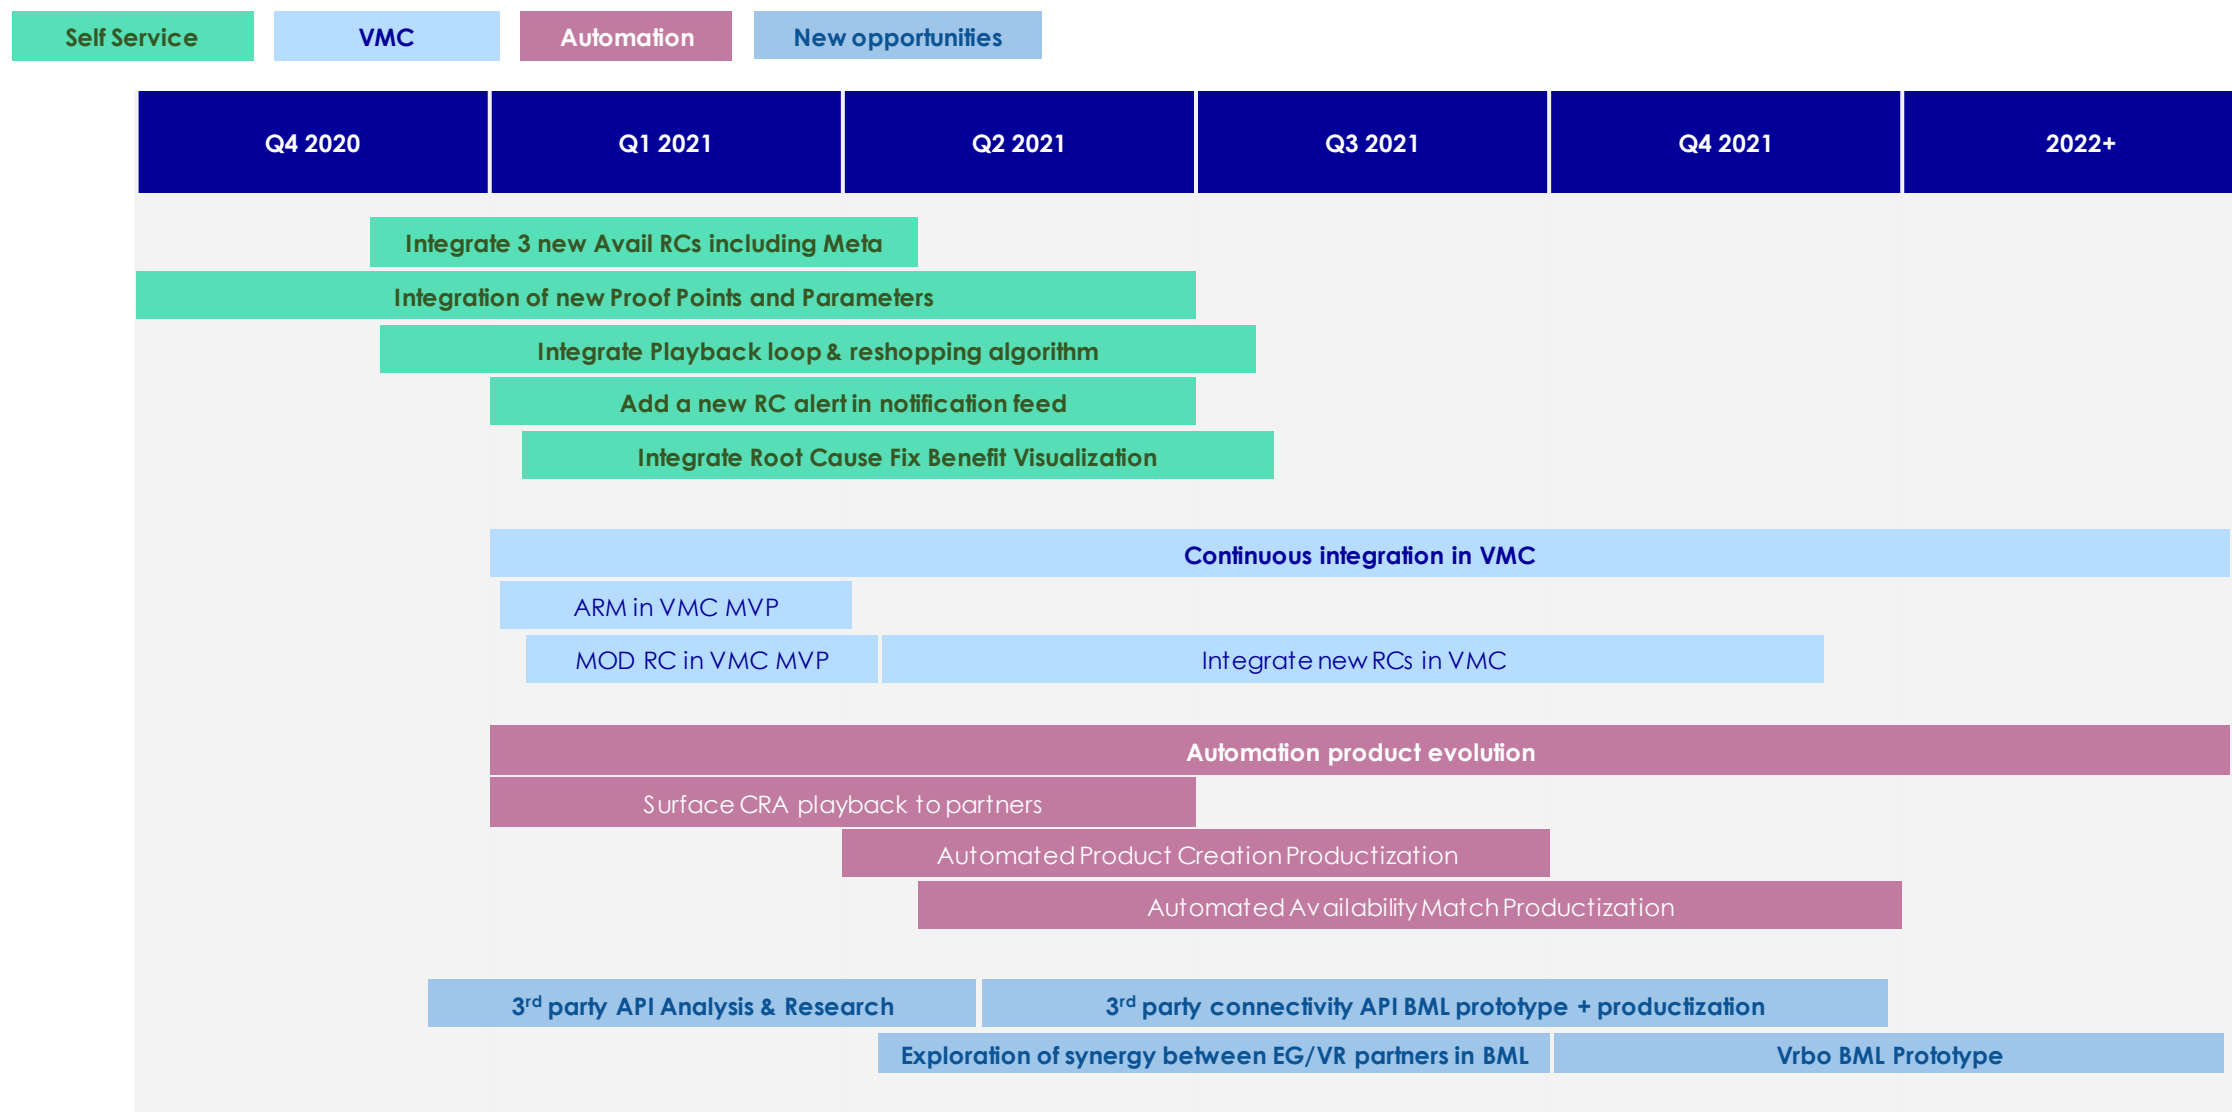 Self Service
VMC
Automation
New opportunities
Q4 2020
Q1 2021
Q2 2021
Q3 2021
Q4 2021
2022+
Integrate 3 new Avail RCs including Meta
Integration of new Proof Points and Parameters
Integrate Playback loop & reshopping algorithm
Add a new RC alert in notification feed
Integrate Root Cause Fix Benefit Visualization
Continuous integration in VMC
ARM in VMC MVP
MOD RC in VMC MVP
Integrate new RCs in VMC
Automation product evolution
Surface CRA playback to partners
Automated Product Creation Productization
Automated Availability Match Productization
3rd party API Analysis & Research
3rd party connectivity API BML prototype + productization
Exploration of synergy between EG/VR partners in BML
Vrbo BML Prototype